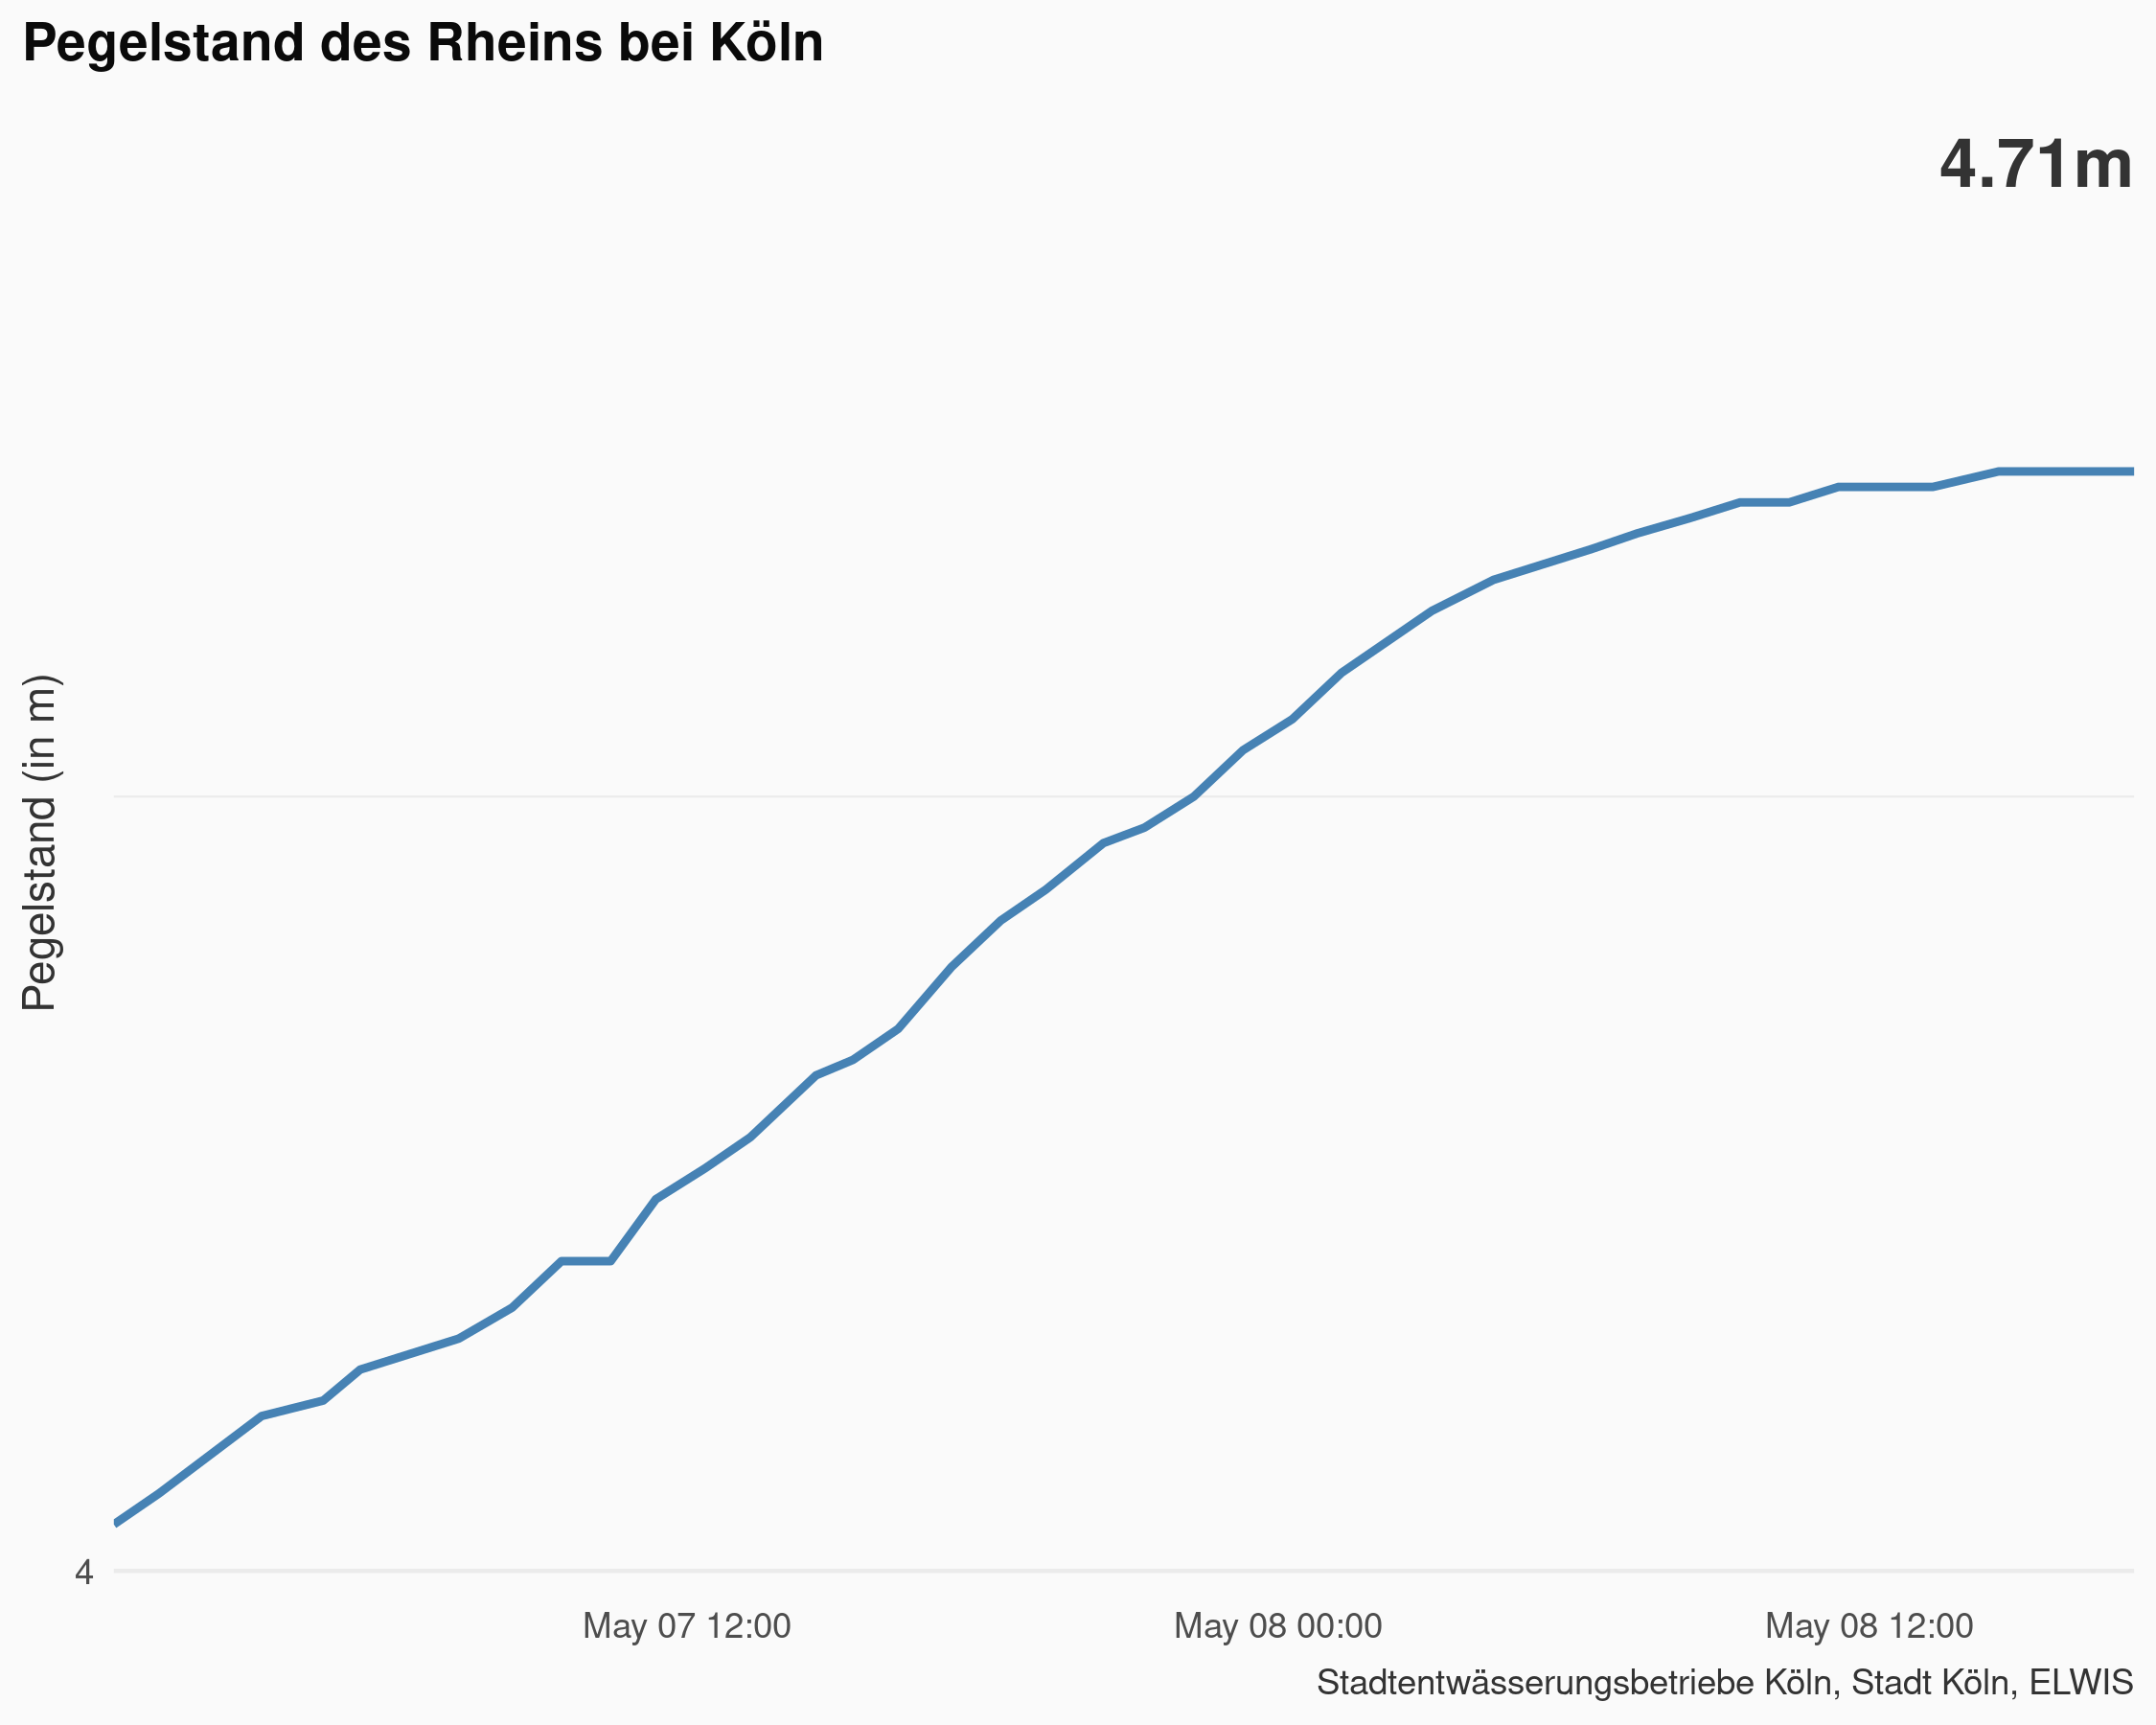 Pegelstand des Rheins bei Köln
4.71m
Pegelstand (in m)
4
May 07 12:00
May 08 00:00
May 08 12:00
Stadtentwässerungsbetriebe Köln, Stadt Köln, ELWIS